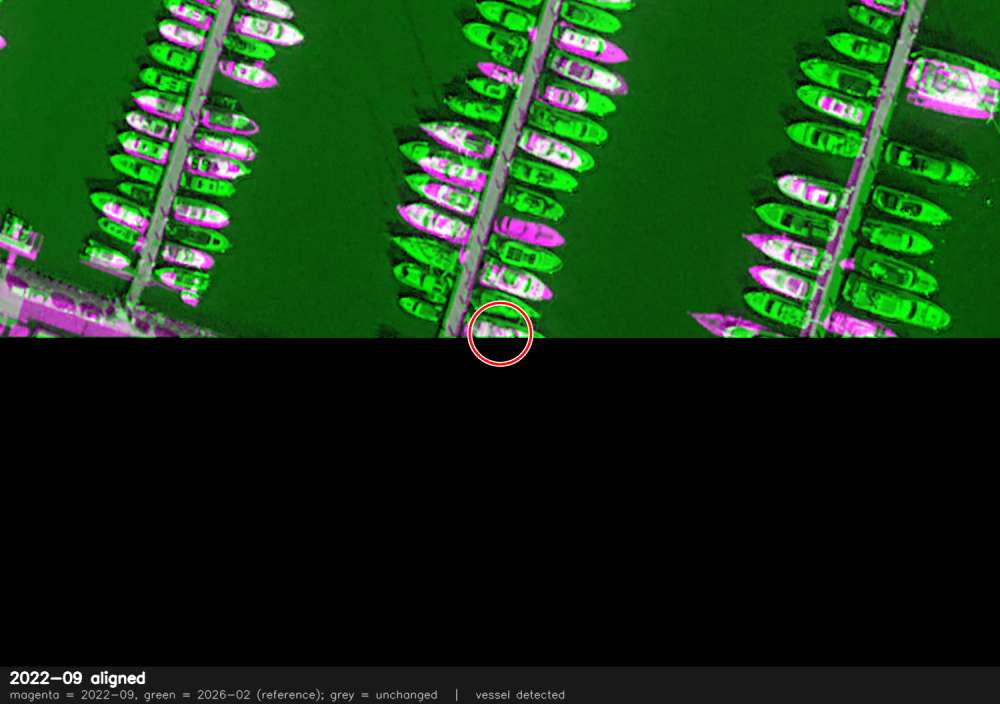 2022-09 aligned
magenta = 2022-09, green = 2026-02 (reference); grey = unchanged | vessel detected